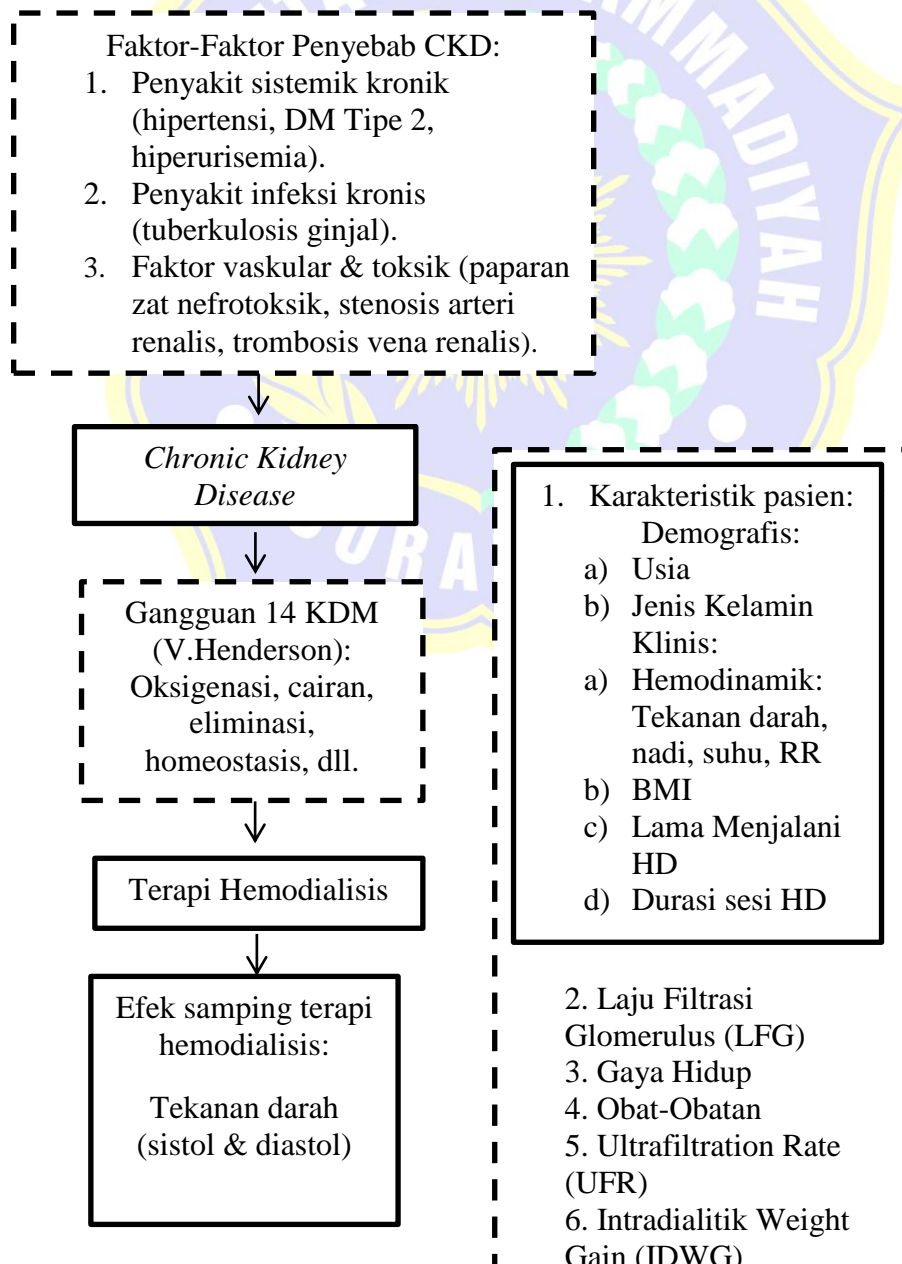 Faktor-Faktor Penyebab CKD:
1. Penyakit sistemik kronik
(hipertensi, DM Tipe 2,
hiperurisemia).
2. Penyakit infeksi kronis
(tuberkulosis ginjal).
3. Faktor vaskular & toksik (paparan
zat nefrotoksik, stenosis arteri
renalis, trombosis vena renalis).
Chronic Kidney
Disease
Gangguan 14 KDM
(V.Henderson):
Oksigenasi, cairan,
eliminasi,
homeostasis, dll.
Terapi Hemodialisis
Efek samping terapi
hemodialisis:
Tekanan darah
(sistol & diastol)
1. Karakteristik pasien:
Demografis:
a) Usia
b) Jenis Kelamin
Klinis:
a) Hemodinamik:
Tekanan darah,
nadi, suhu, RR
b) BMI
c) Lama Menjalani
HD
d) Durasi sesi HD
2. Laju Filtrasi
Glomerulus (LFG)
3. Gaya Hidup
4. Obat-Obatan
5. Ultrafiltration Rate
(UFR)
6. Intradialitik Weight
Gain (IDWG)